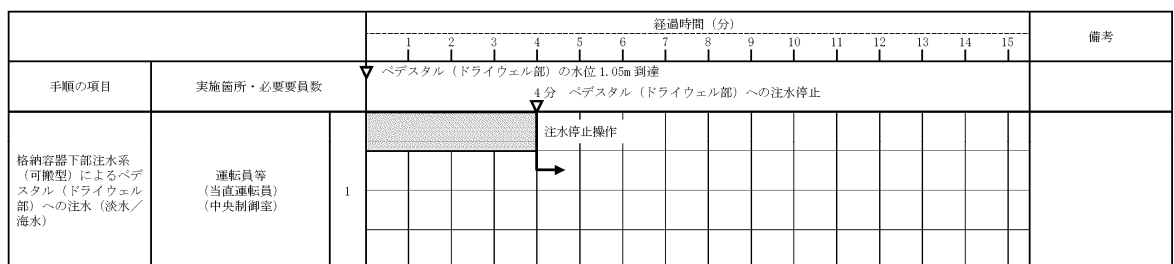 経過時間（分）
備考
1 2 3 4 5 6 7 8 9 10 11 12 13 14 15
手順の項目
実施箇所・必要要員数
ペデスタル（ドライウェル部）の水位 1.05m 到達
4分　ペデスタル（ドライウェル部）への注水停止
格納容器下部注水系
（可搬型）によるペデ
スタル（ドライウェル
部）への注水（淡水／
海水）
運転員等
（当直運転員）
（中央制御室）
1
注水停止操作